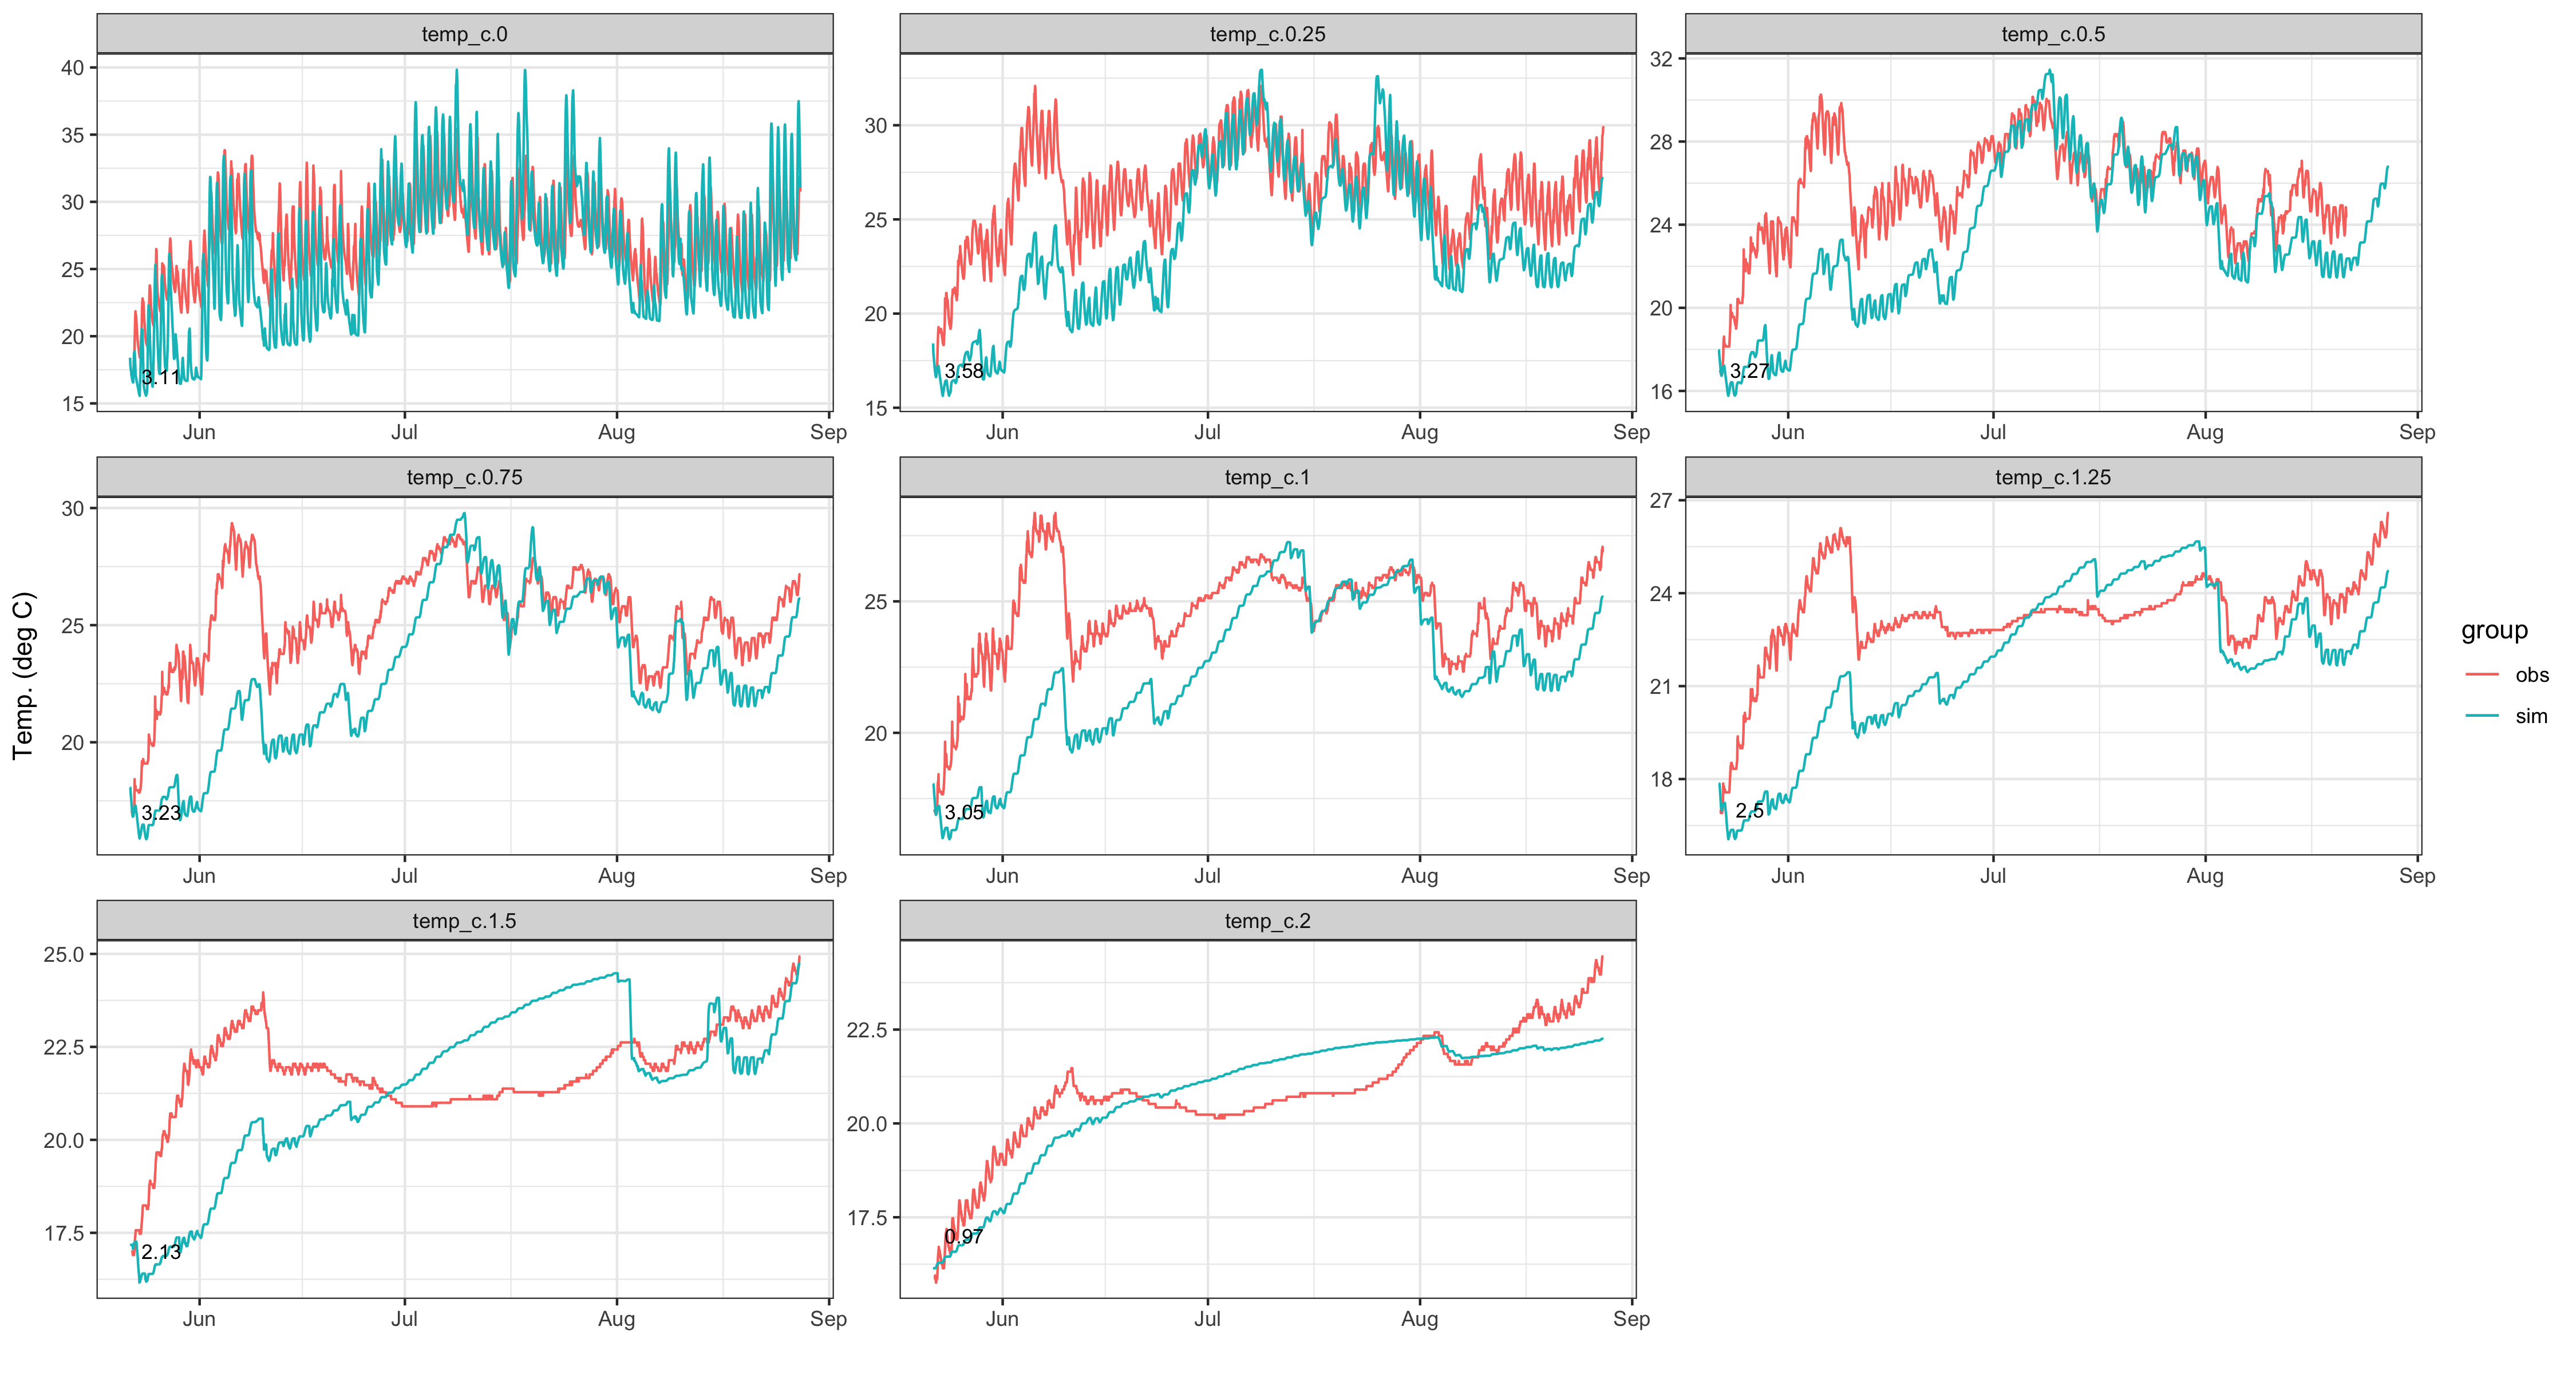 temp_c.0
temp_c.0.25
temp_c.0.5
40
35
30
25
20
15
3.11
Jun Jul Aug Sep
30
25
20
15
3.58
Jun Jul Aug Sep
32
28
24
20
16
3.27
Jun Jul Aug Sep
temp_c.0.75
temp_c.1
temp_c.1.25
30
25
20
3.23
Jun Jul Aug Sep
25
20
3.05
Jun Jul Aug Sep
27
24
21
18
2.5
Jun Jul Aug Sep
temp_c.1.5
temp_c.2
25.0
22.5
20.0
17.5
2.13
Jun Jul Aug Sep
22.5
20.0
17.5
0.97
Jun Jul Aug Sep
Temp. (deg C)
group
obs
sim